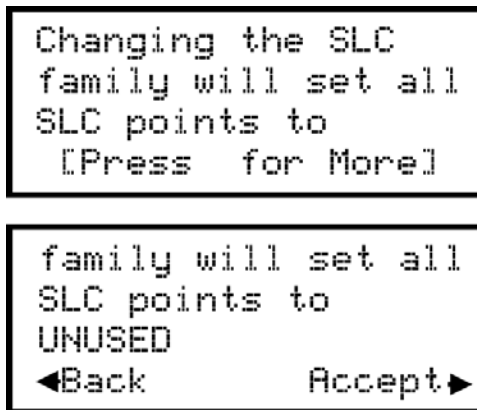 Changing the SLC
family will set all
SLC points to
[Press  for More]
family will set all
SLC points to
UNUSED
◄Back Accept►